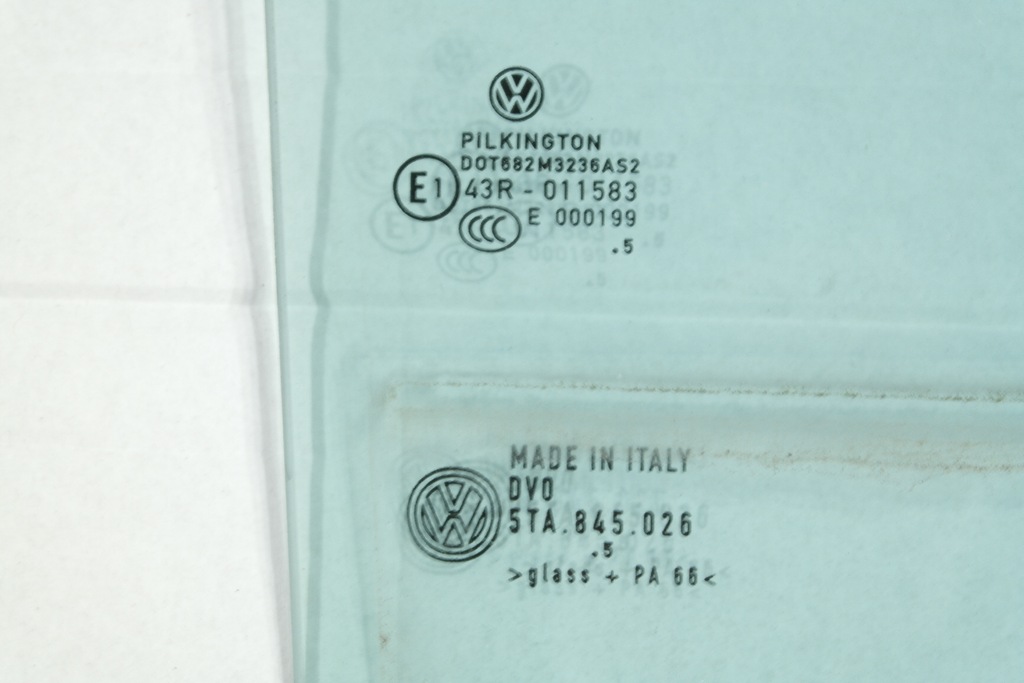 PILKINGTON
DOT682M3236AS2
E1 43R - 011583
CCC E 000199
.5
MADE IN ITALY
DVO
5TA.845.026
.5
>glass + PA 66<